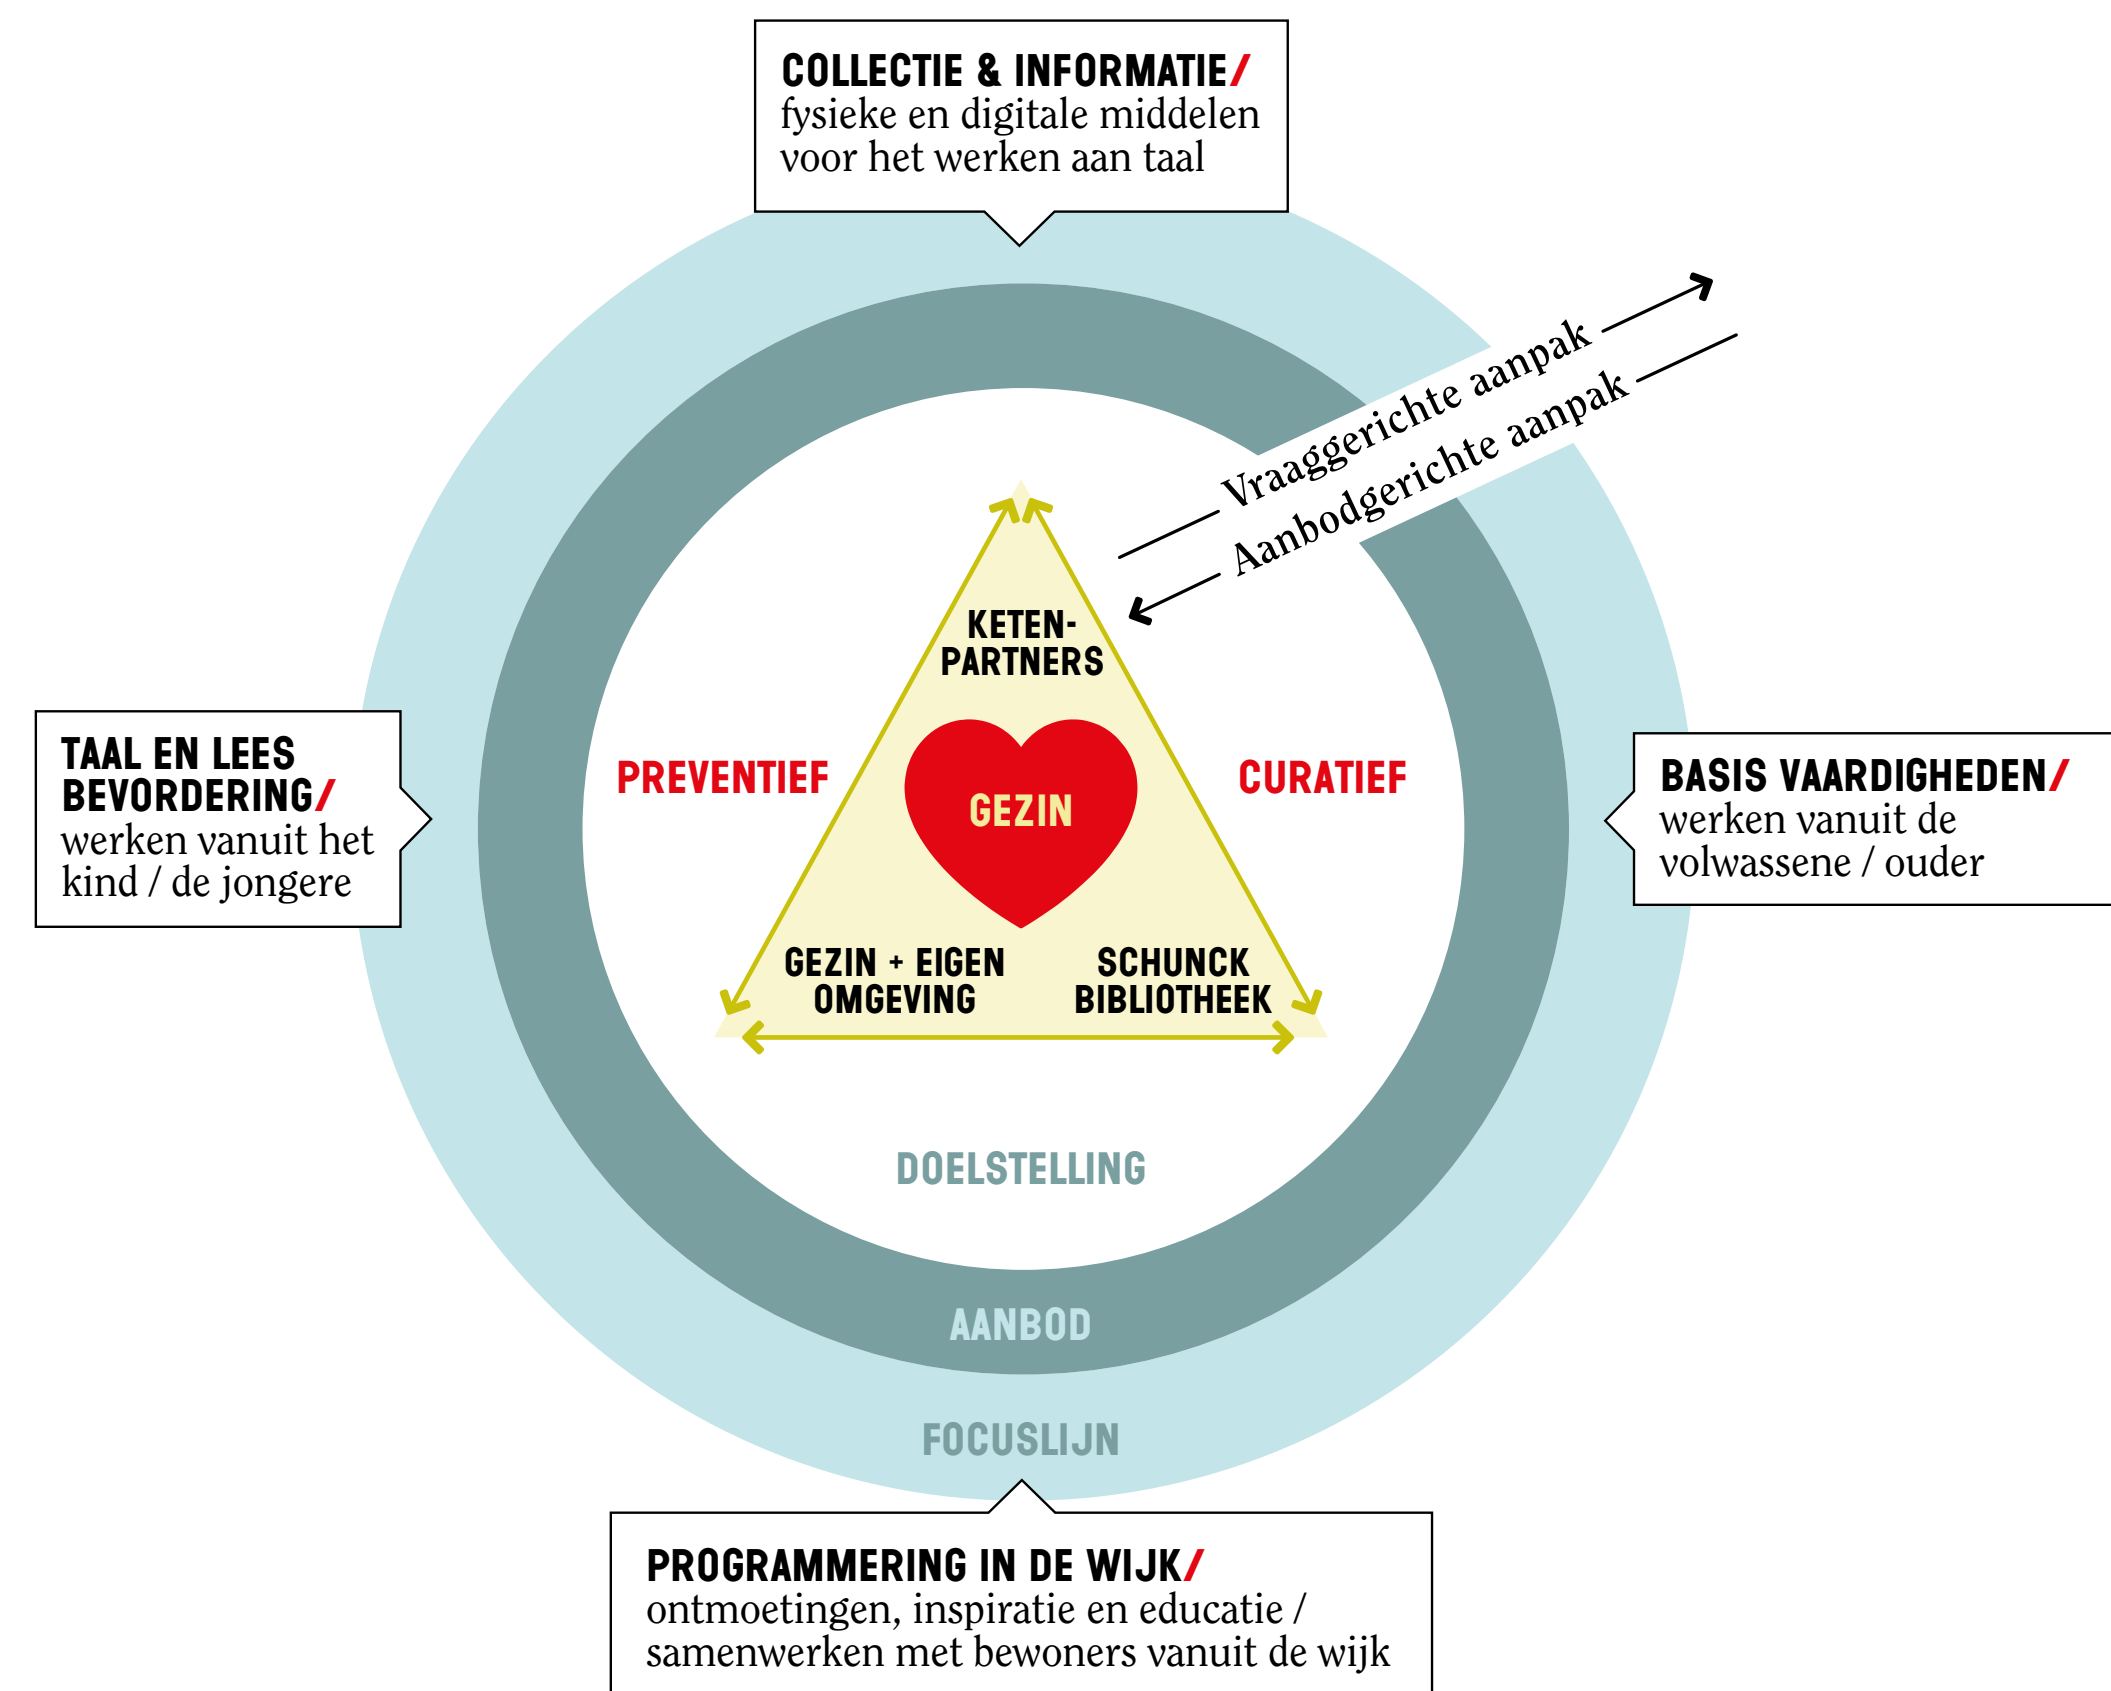 COLLECTIE & INFORMATIE/
fysieke en digitale middelen
voor het werken aan taal
Vraaggerichte aanpak
Aanbodgerichte aanpak
KETEN-
PARTNERS
TAAL EN LEES
BEVORDERING/
werken vanuit het
kind / de jongere
PREVENTIEF
GEZIN
CURATIEF
BASIS VAARDIGHEDEN/
werken vanuit de
volwassene / ouder
GEZIN + EIGEN
OMGEVING
SCHUNCK
BIBLIOTHEEK
DOELSTELLING
AANBOD
FOCUSLIJN
PROGRAMMERING IN DE WIJK/
ontmoetingen, inspiratie en educatie /
samenwerken met bewoners vanuit de wijk